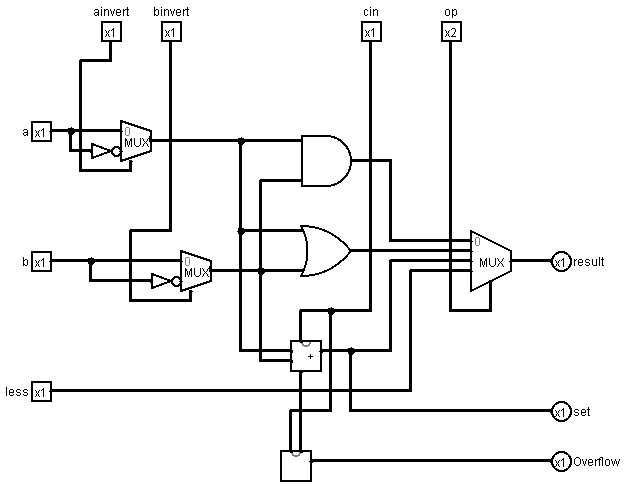 ainvert binvert cin op
x1 x1 x1 x2
a x1 0 MUX
b x1 0 MUX
0 MUX x1 result
+
less x1
x1 set
x1 Overflow